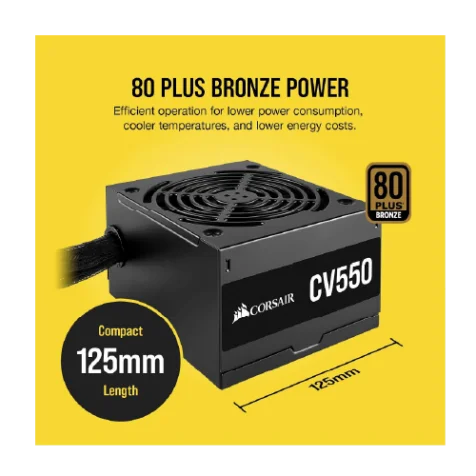 80 PLUS BRONZE POWER
Efficient operation for lower power consumption,
cooler temperatures, and lower energy costs.
80
PLUS
BRONZE
CORSAIR
CV550
Compact
125mm
Length
125mm